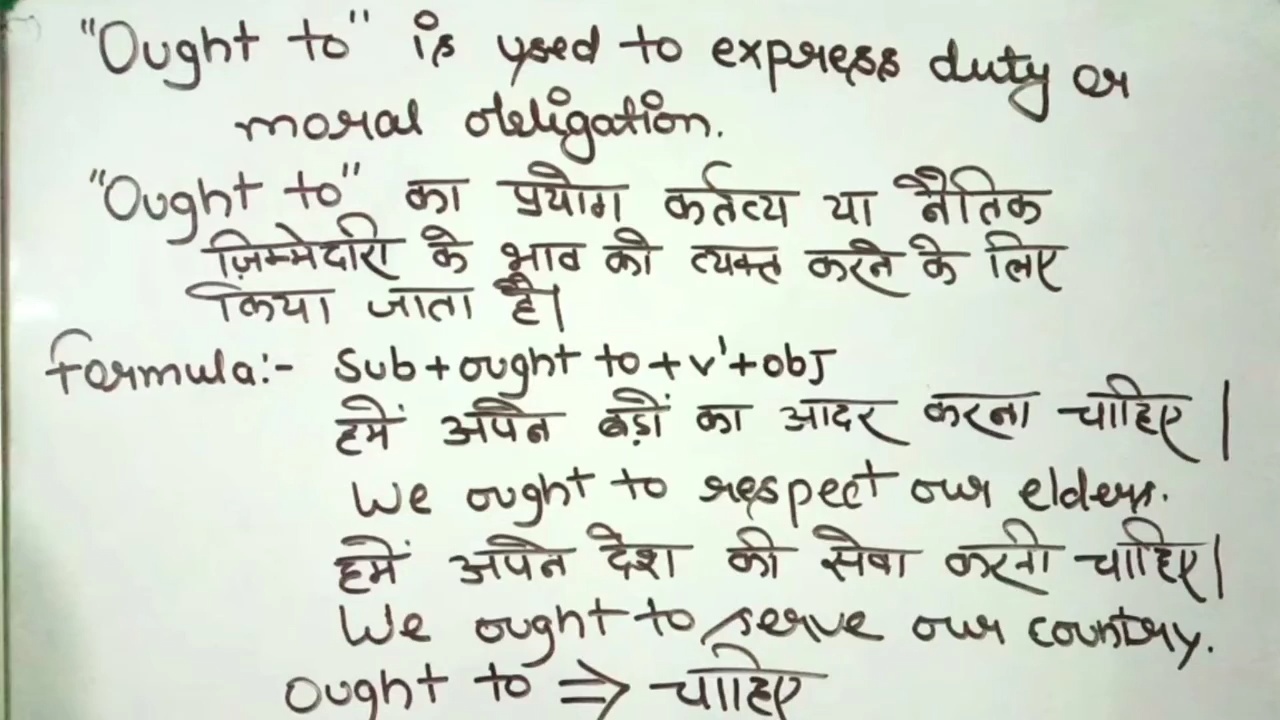 "Ought to" is used to express duty or
moral obligation.
"Ought to" का प्रयोग कर्तव्य या नैतिक
ज़िम्मेदारी के भाव को व्यक्त करने के लिए
किया जाता है।
Formula:- Sub+ought to+v'+obj
हमें अपने बड़ों का आदर करना चाहिए।
We ought to respect our elders.
हमें अपने देश की सेवा करनी चाहिए।
We ought to serve our country.
Ought to ⇒ चाहिए